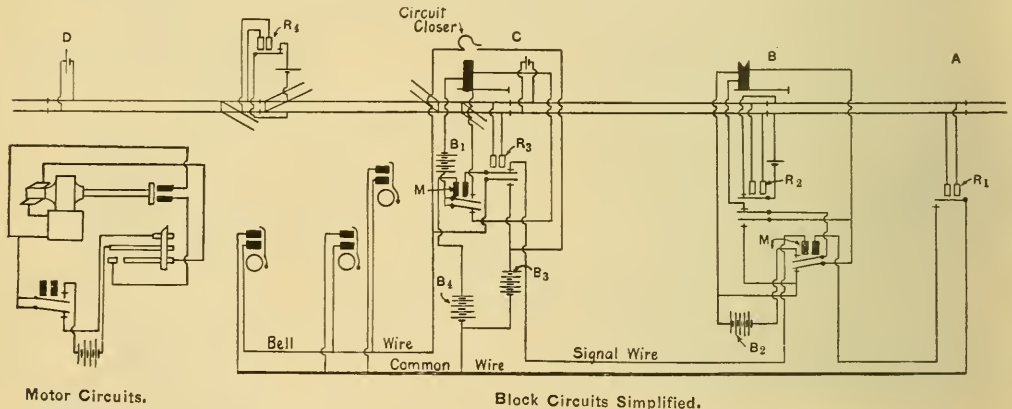 Circuit
Closer
D
R4
C
B
A
B1
R3
M
R2
R1
M
B3
B4
B2
Bell Wire
Signal Wire
Common Wire
Motor Circuits.
Block Circuits Simplified.